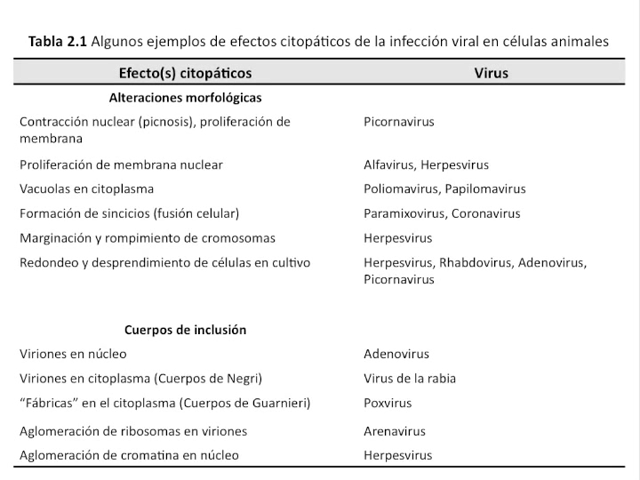 Tabla 2.1 Algunos ejemplos de efectos citopáticos de la infección viral en células animales
Efecto(s) citopáticos Virus
Alteraciones morfológicas
Contracción nuclear (picnosis), proliferación de Picornavirus
membrana
Proliferación de membrana nuclear Alfavirus, Herpesvirus
Vacuolas en citoplasma Poliomavirus, Papilomavirus
Formación de sincicios (fusión celular) Paramixovirus, Coronavirus
Marginación y rompimiento de cromosomas Herpesvirus
Redondeo y desprendimiento de células en cultivo Herpesvirus, Rhabdovirus, Adenovirus,
Picornavirus
Cuerpos de inclusión
Viriones en núcleo Adenovirus
Viriones en citoplasma (Cuerpos de Negri) Virus de la rabia
“Fábricas” en el citoplasma (Cuerpos de Guarnieri) Poxvirus
Aglomeración de ribosomas en viriones Arenavirus
Aglomeración de cromatina en núcleo Herpesvirus